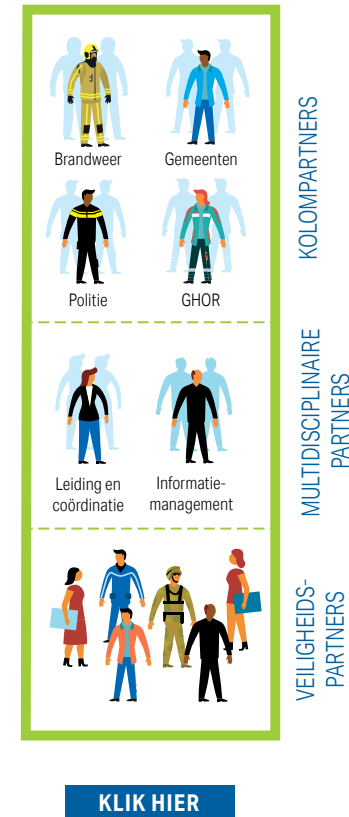 Brandweer
Gemeenten
KOLOMPARTNERS
Politie
GHOR
Leiding en
coördinatie
Informatie-
management
MULTIDISCIPLINAIRE
PARTNERS
VEILIGHEIDS-
PARTNERS
KLIK HIER